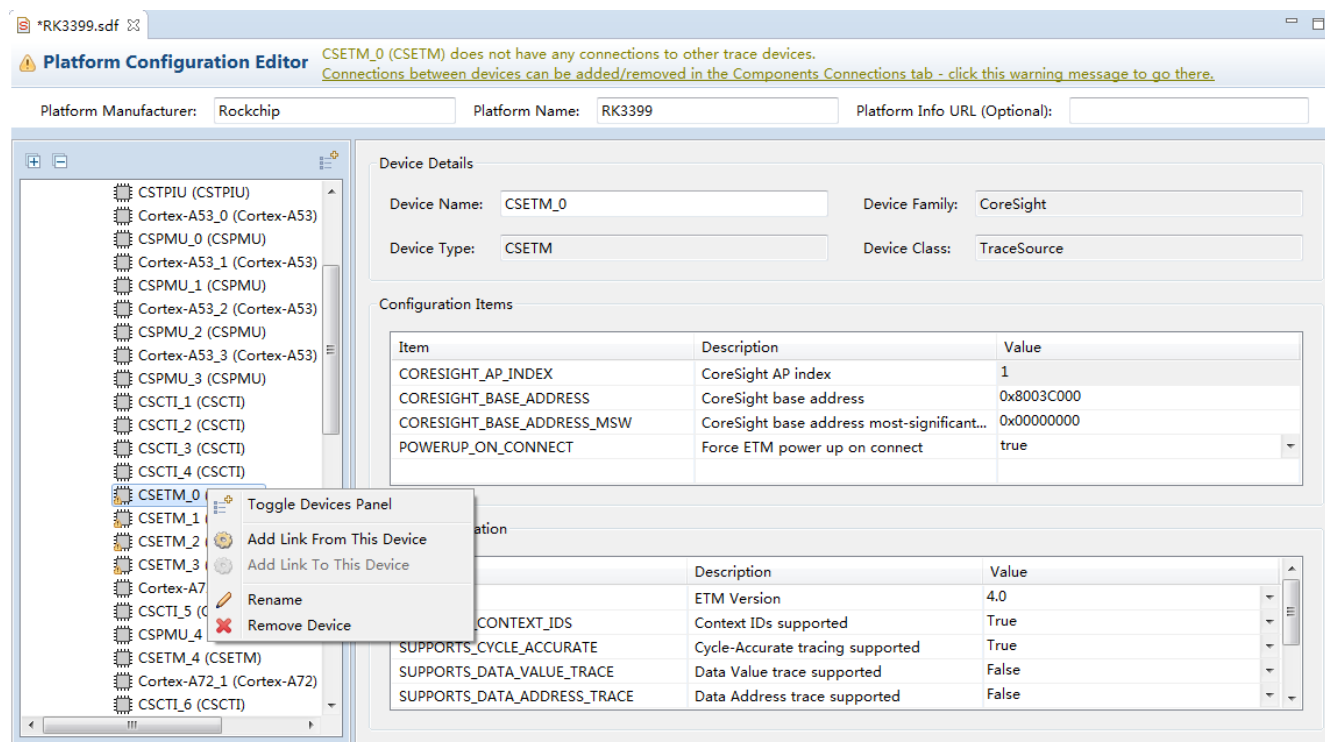 *RK3399.sdf
Platform Configuration Editor
CSETM_0 (CSETM) does not have any connections to other trace devices.
Connections between devices can be added/removed in the Components Connections tab - click this warning message to go there.
Platform Manufacturer: Rockchip Platform Name: RK3399 Platform Info URL (Optional):
CSTPIU (CSTPIU)
Cortex-A53_0 (Cortex-A53)
CSPMU_0 (CSPMU)
Cortex-A53_1 (Cortex-A53)
CSPMU_1 (CSPMU)
Cortex-A53_2 (Cortex-A53)
CSPMU_2 (CSPMU)
Cortex-A53_3 (Cortex-A53)
CSPMU_3 (CSPMU)
CSCTI_1 (CSCTI)
CSCTI_2 (CSCTI)
CSCTI_3 (CSCTI)
CSCTI_4 (CSCTI)
CSETM_0 (
CSETM_1 (
CSETM_2 (
CSETM_3 (
Cortex-A7
CSCTI_5 (C
CSPMU_4
CSETM_4 (CSETM)
Cortex-A72_1 (Cortex-A72)
CSCTI_6 (CSCTI)
Toggle Devices Panel
Add Link From This Device
Add Link To This Device
Rename
Remove Device
Device Details
Device Name: CSETM_0 Device Family: CoreSight
Device Type: CSETM Device Class: TraceSource
Configuration Items
Item Description Value
CORESIGHT_AP_INDEX CoreSight AP index 1
CORESIGHT_BASE_ADDRESS CoreSight base address 0x8003C000
CORESIGHT_BASE_ADDRESS_MSW CoreSight base address most-significant... 0x00000000
POWERUP_ON_CONNECT Force ETM power up on connect true
ation
Description Value
ETM Version 4.0
CONTEXT_IDS Context IDs supported True
SUPPORTS_CYCLE_ACCURATE Cycle-Accurate tracing supported True
SUPPORTS_DATA_VALUE_TRACE Data Value trace supported False
SUPPORTS_DATA_ADDRESS_TRACE Data Address trace supported False